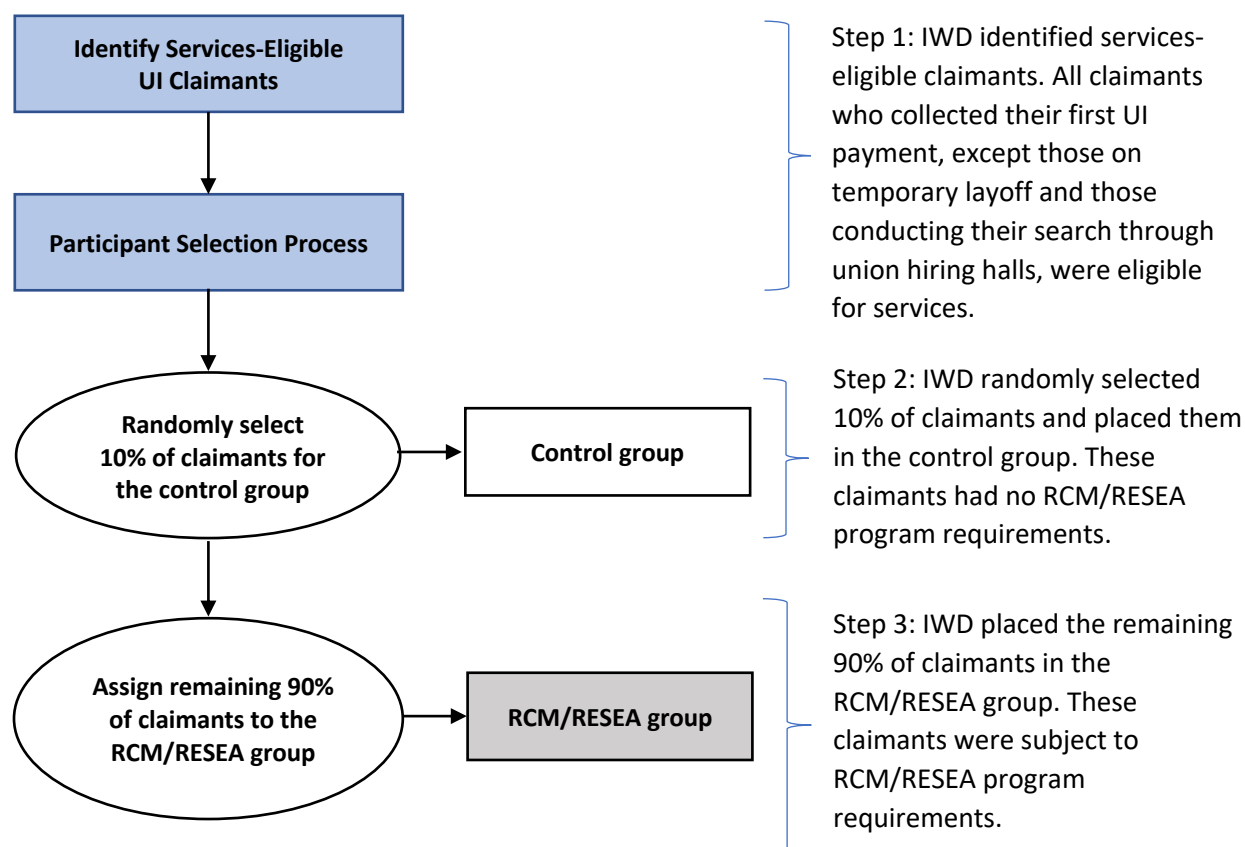 Identify Services-Eligible
UI Claimants
Participant Selection Process
Step 1: IWD identified services-
eligible claimants. All claimants
who collected their first UI
payment, except those on
temporary layoff and those
conducting their search through
union hiring halls, were eligible
for services.
Randomly select
10% of claimants for
the control group
Control group
Step 2: IWD randomly selected
10% of claimants and placed them
in the control group. These
claimants had no RCM/RESEA
program requirements.
Assign remaining 90%
of claimants to the
RCM/RESEA group
RCM/RESEA group
Step 3: IWD placed the remaining
90% of claimants in the
RCM/RESEA group. These
claimants were subject to
RCM/RESEA program
requirements.